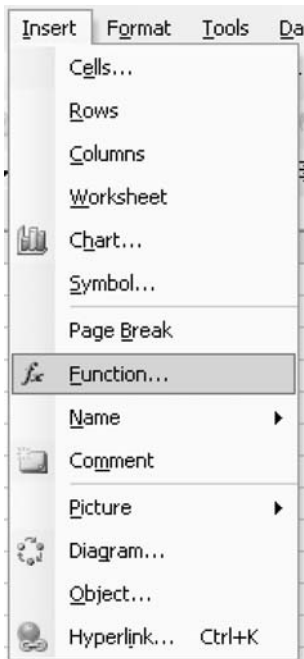 Insert Format Tools Da
Cells...
Rows
Columns
Worksheet
Chart...
Symbol...
Page Break
fx Function...
Name
Comment
Picture
Diagram...
Object...
Hyperlink... Ctrl+K